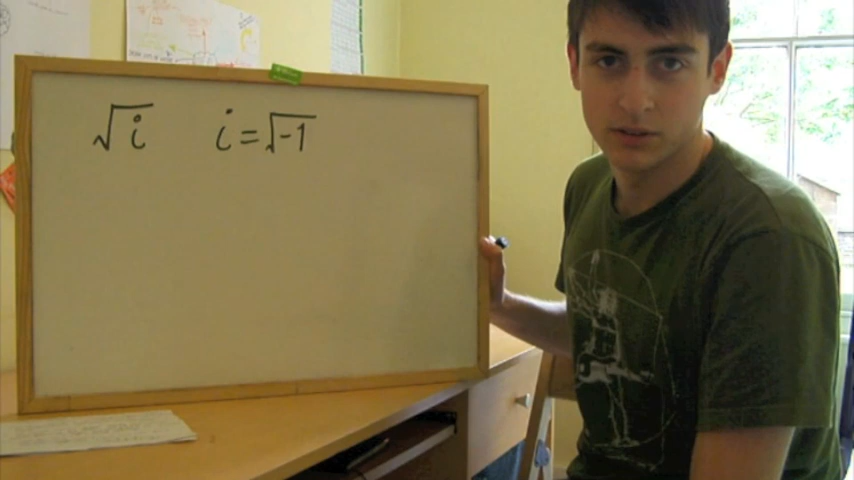 √i i = √-1